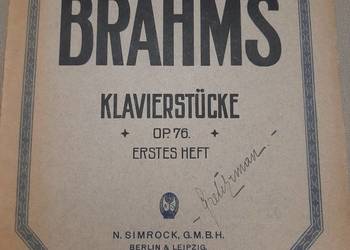 BRAHMS
KLAVIERSTÜCKE
OP. 76.
ERSTES HEFT
N. SIMROCK, G.M.B.H.
BERLIN & LEIPZIG.